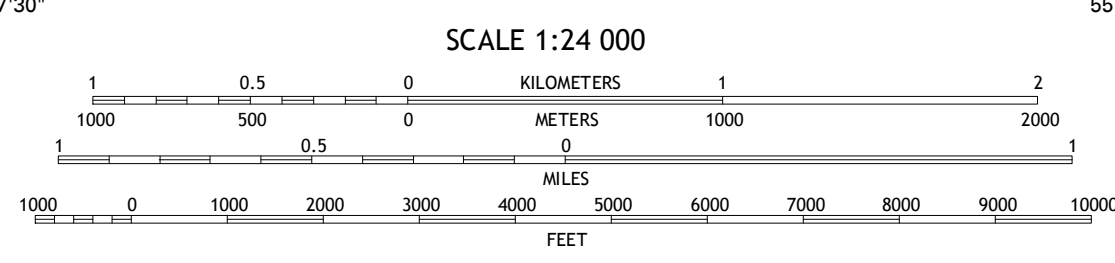 7'30" 55
SCALE 1:24 000
1 0.5 0 KILOMETERS 1 2
1000 500 0 METERS 1000 2000
1 0.5 0 1
MILES
1000 0 1000 2000 3000 4000 5000 6000 7000 8000 9000 10000
FEET